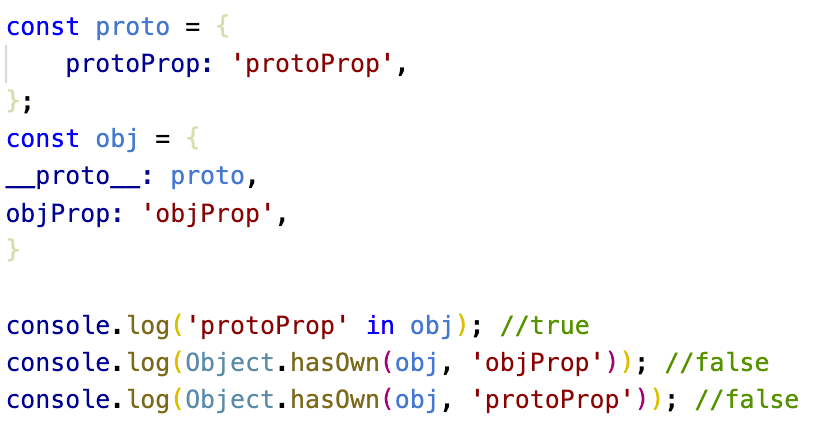 const proto = {
    protoProp: 'protoProp',
};
const obj = {
__proto__: proto,
objProp: 'objProp',
}
console.log('protoProp' in obj); //true
console.log(Object.hasOwn(obj, 'objProp')); //false
console.log(Object.hasOwn(obj, 'protoProp')); //false